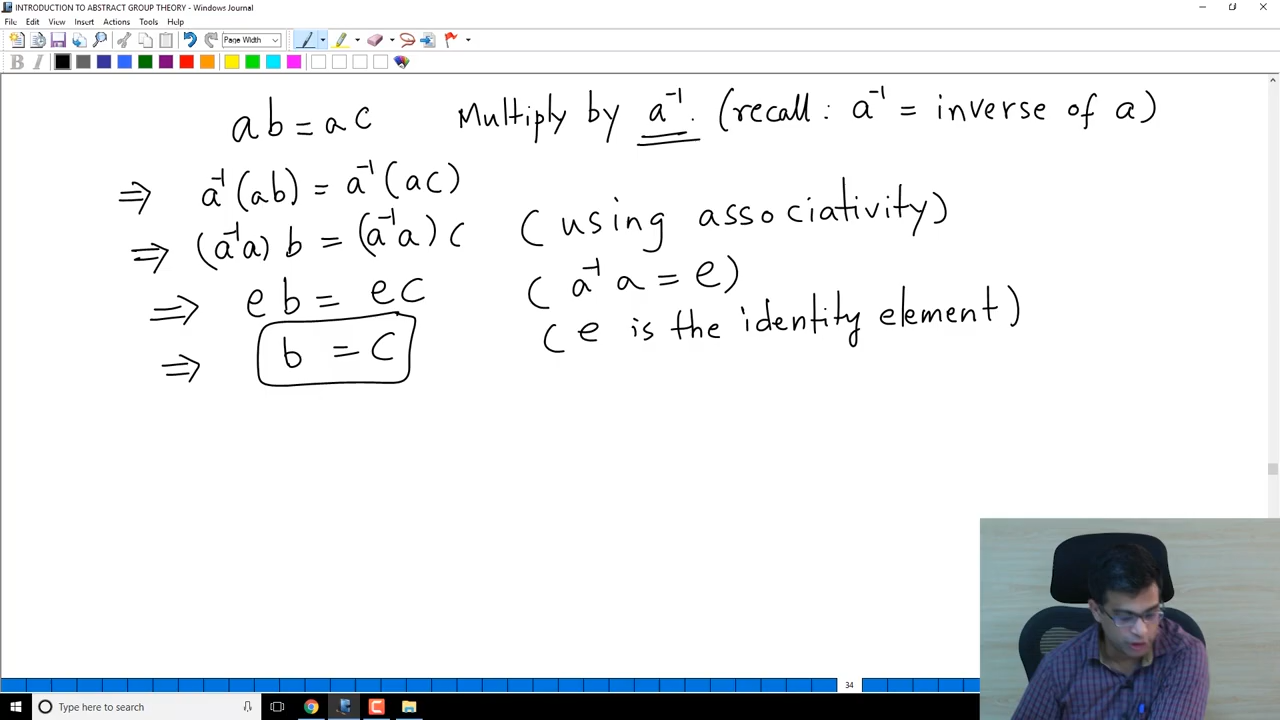 INTRODUCTION TO ABSTRACT GROUP THEORY - Windows Journal
File Edit View Insert Actions Tools Help
Page Width
B I
ab = ac Multiply by a⁻¹. (recall : a⁻¹ = inverse of a)
⇒ a⁻¹(ab) = a⁻¹(ac)
⇒ (a⁻¹a) b = (a⁻¹a) c (using associativity)
⇒ eb = ec (a⁻¹a = e)
⇒ b = c (e is the identity element)
34
Type here to search